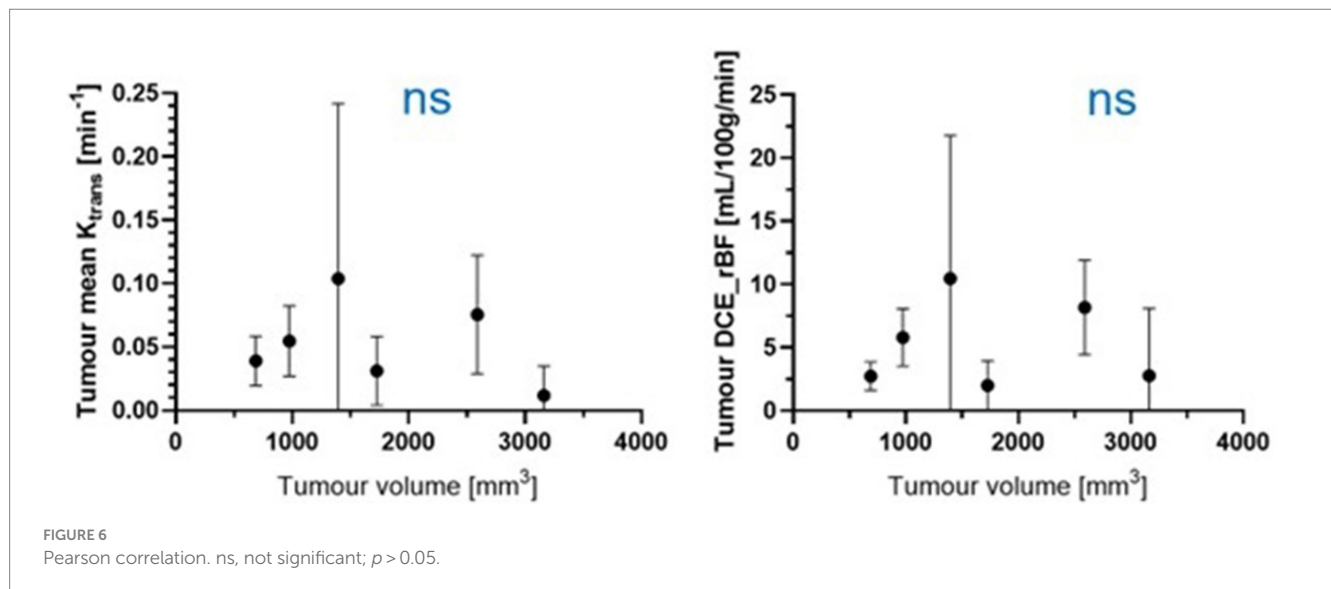 ns
Tumour mean Ktrans [min-1]
0.25
0.20
0.15
0.10
0.05
0.00
0 1000 2000 3000 4000
Tumour volume [mm3]
ns
Tumour DCE_rBF [mL/100g/min]
25
20
15
10
5
0
0 1000 2000 3000 4000
Tumour volume [mm3]
FIGURE 6
Pearson correlation. ns, not significant; p > 0.05.